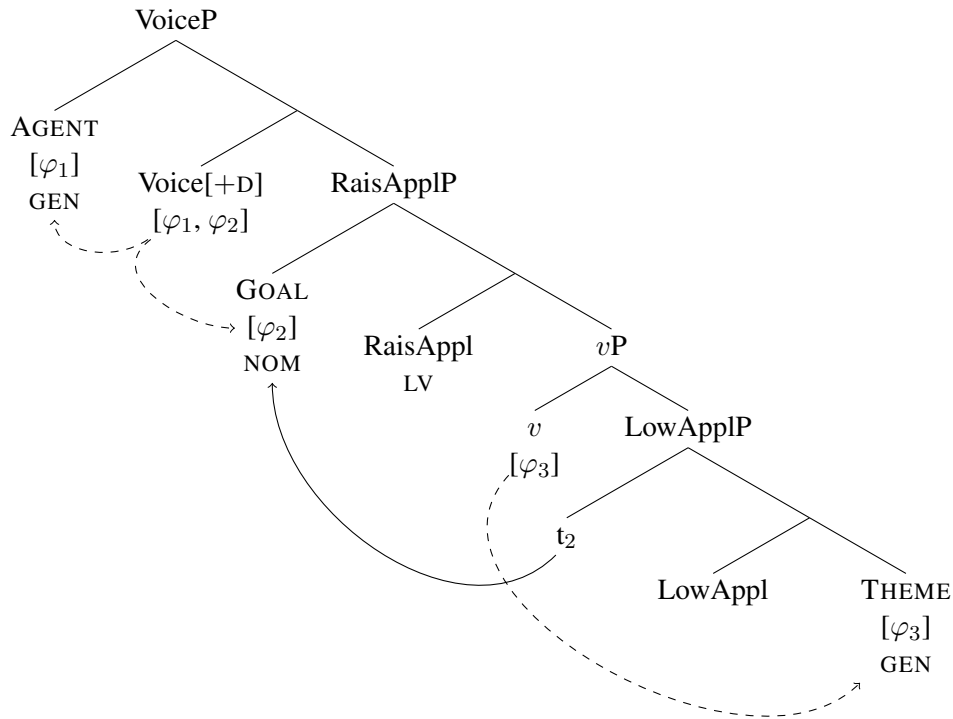 VoiceP
AGENT
[φ₁]
GEN
Voice[+D]
[φ₁, φ₂]
RaisApplP
GOAL
[φ₂]
NOM
RaisAppl
LV
vP
v
[φ₃]
LowApplP
t₂
LowAppl
THEME
[φ₃]
GEN